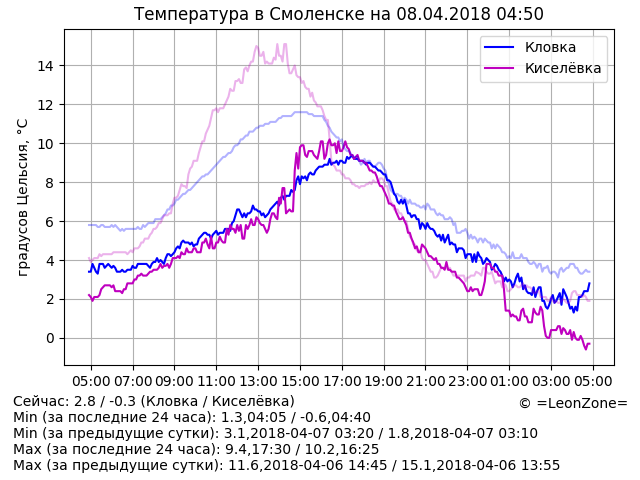 Температура в Смоленске на 08.04.2018 04:50
Кловка
Киселёвка
градусов Цельсия, °C
14
12
10
8
6
4
2
0
05:00 07:00 09:00 11:00 13:00 15:00 17:00 19:00 21:00 23:00 01:00 03:00 05:00
Сейчас: 2.8 / -0.3 (Кловка / Киселёвка)
© =LeonZone=
Min (за последние 24 часа): 1.3,04:05 / -0.6,04:40
Min (за предыдущие сутки): 3.1,2018-04-07 03:20 / 1.8,2018-04-07 03:10
Max (за последние 24 часа): 9.4,17:30 / 10.2,16:25
Max (за предыдущие сутки): 11.6,2018-04-06 14:45 / 15.1,2018-04-06 13:55